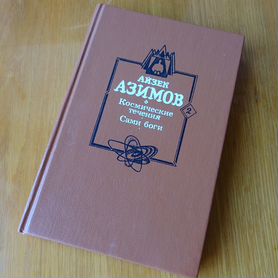 АЙЗЕК
АЗИМОВ
Космические
течения
Сами боги
2